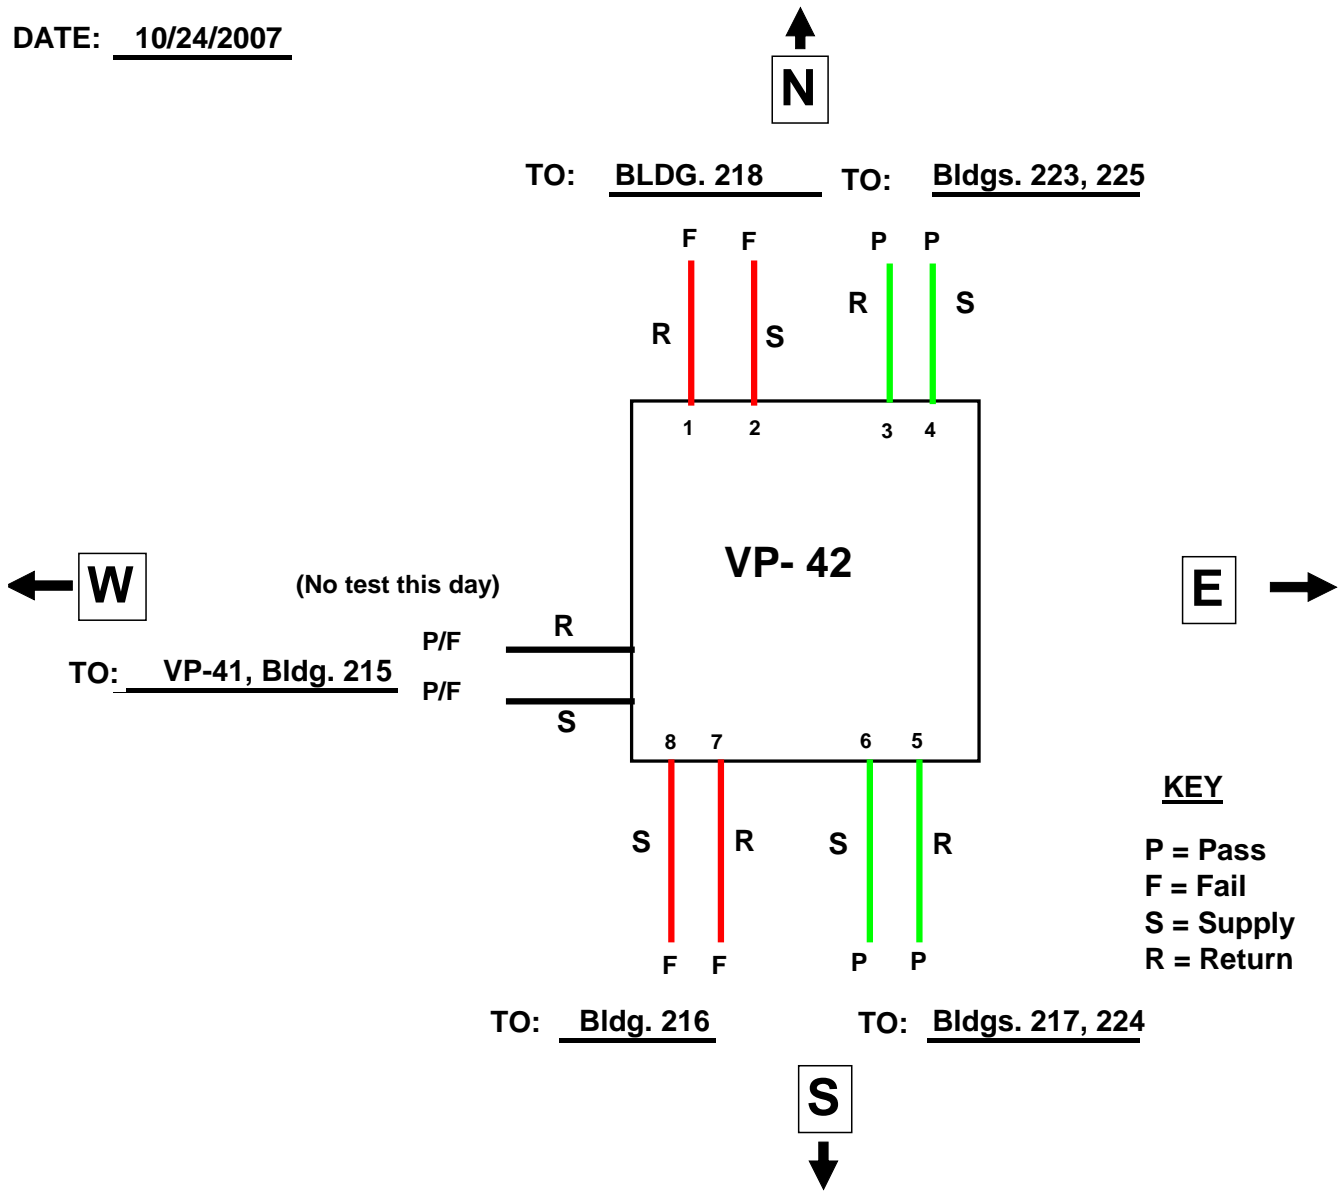 DATE: 10/24/2007
N
TO: BLDG. 218 TO: Bldgs. 223, 225
F F P P
R S R S
1 2 3 4
VP- 42
W (No test this day) E
P/F R
TO: VP-41, Bldg. 215
P/F S
8 7 6 5
KEY
P = Pass
F = Fail
S = Supply
R = Return
S R S R
F F P P
TO: Bldg. 216 TO: Bldgs. 217, 224
S